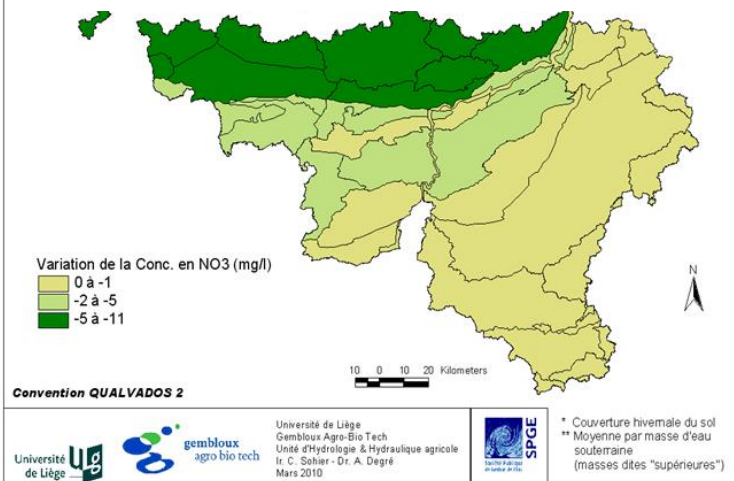 Variation de la Conc. en NO3 (mg/l)
0 à -1
-2 à -5
-5 à -11
N
10 0 10 20 Kilometers
Convention QUALVADOS 2
Université
de Liège
ULg
gembloux
agro bio tech
Université de Liège
Gembloux Agro-Bio Tech
Unité d'Hydrologie & Hydraulique agricole
Ir. C. Sohier - Dr. A. Degré
Mars 2010
SPGE
* Couverture hivernale du sol
** Moyenne par masse d'eau
souterraine
(masses dites "supérieures")